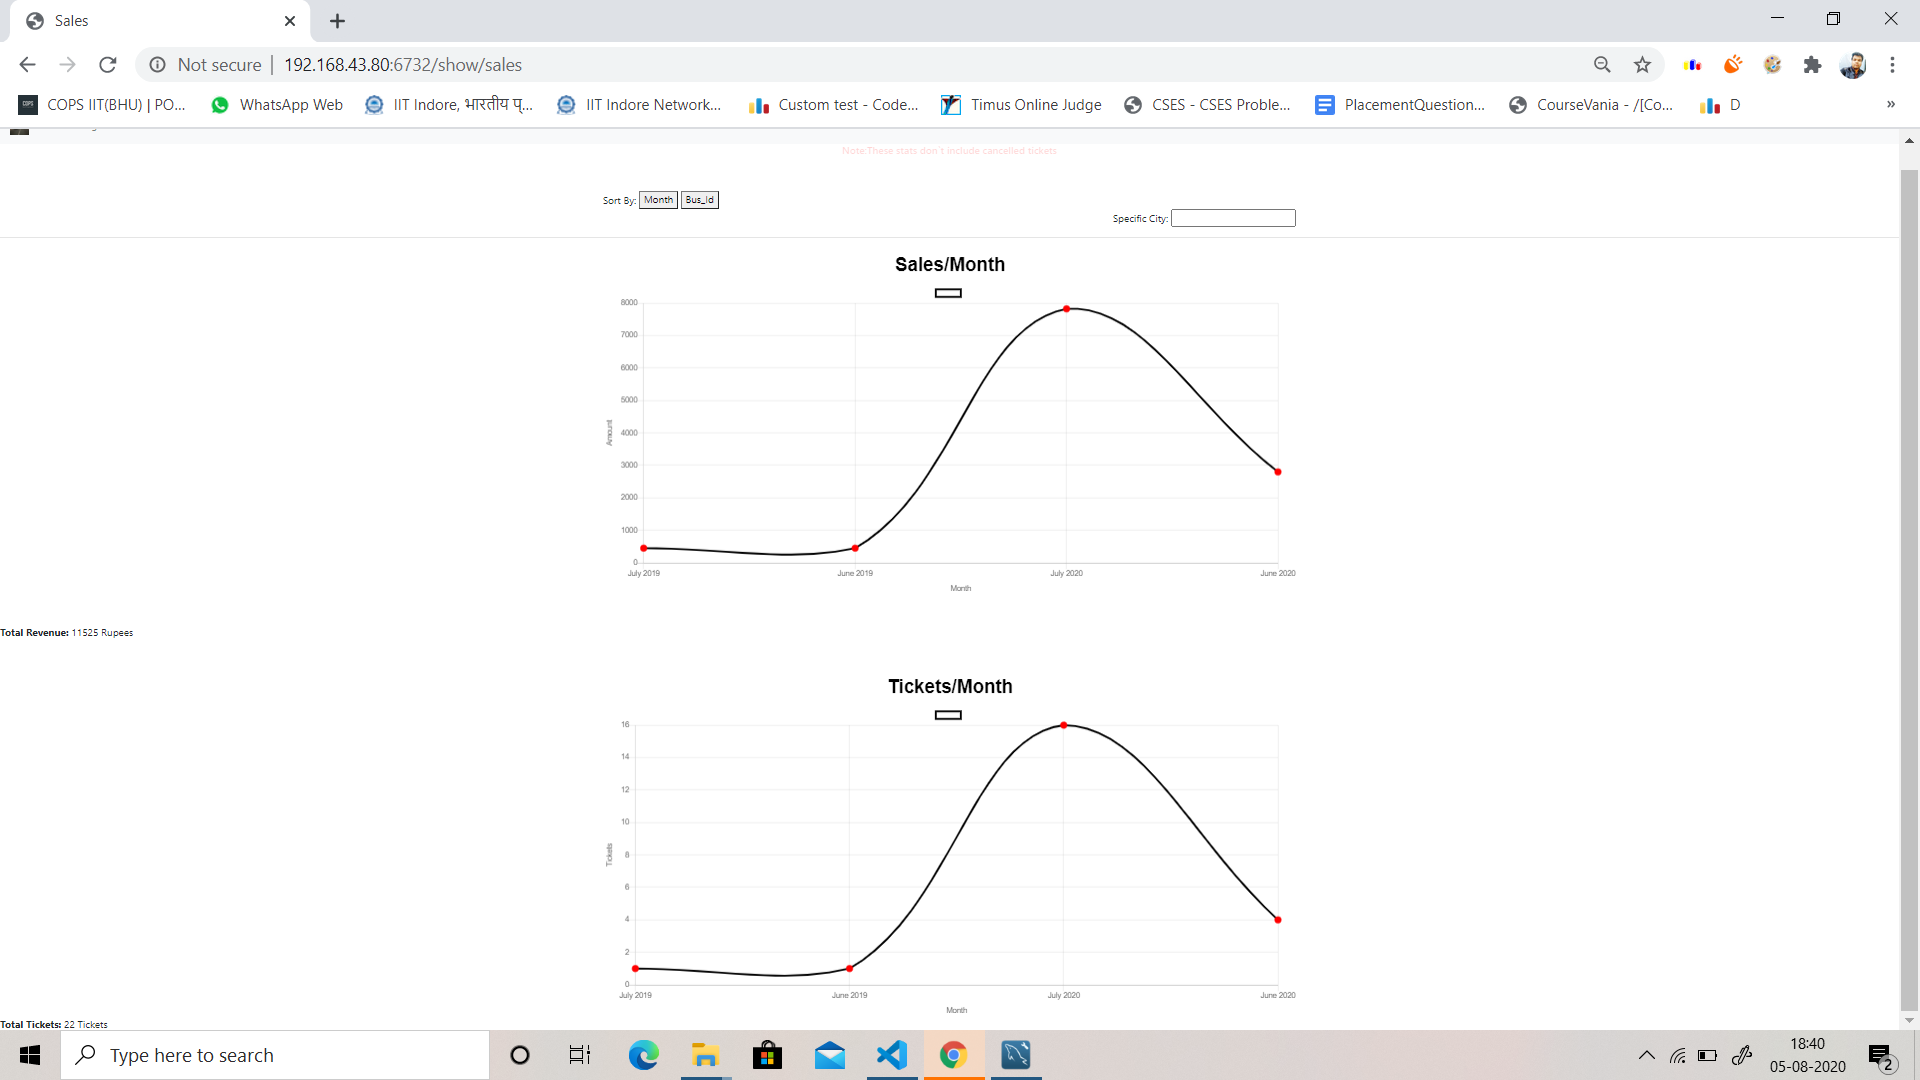 Sales
Not secure | 192.168.43.80:6732/show/sales
COPS IIT(BHU) | PO...
WhatsApp Web
IIT Indore, भारतीय प्...
IIT Indore Network...
Custom test - Code...
Timus Online Judge
CSES - CSES Proble...
PlacementQuestion...
CourseVania - /[Co...
D
»
Note:These stats don't include cancelled tickets
Sort By: Month Bus_Id
Specific City:
Sales/Month
8000
7000
6000
5000
4000
3000
2000
1000
0
Amount
July 2019 June 2019 July 2020 June 2020
Month
Total Revenue: 11525 Rupees
Tickets/Month
16
14
12
10
8
6
4
2
0
Tickets
July 2019 June 2019 July 2020 June 2020
Month
Total Tickets: 22 Tickets
Type here to search
18:40
05-08-2020
2